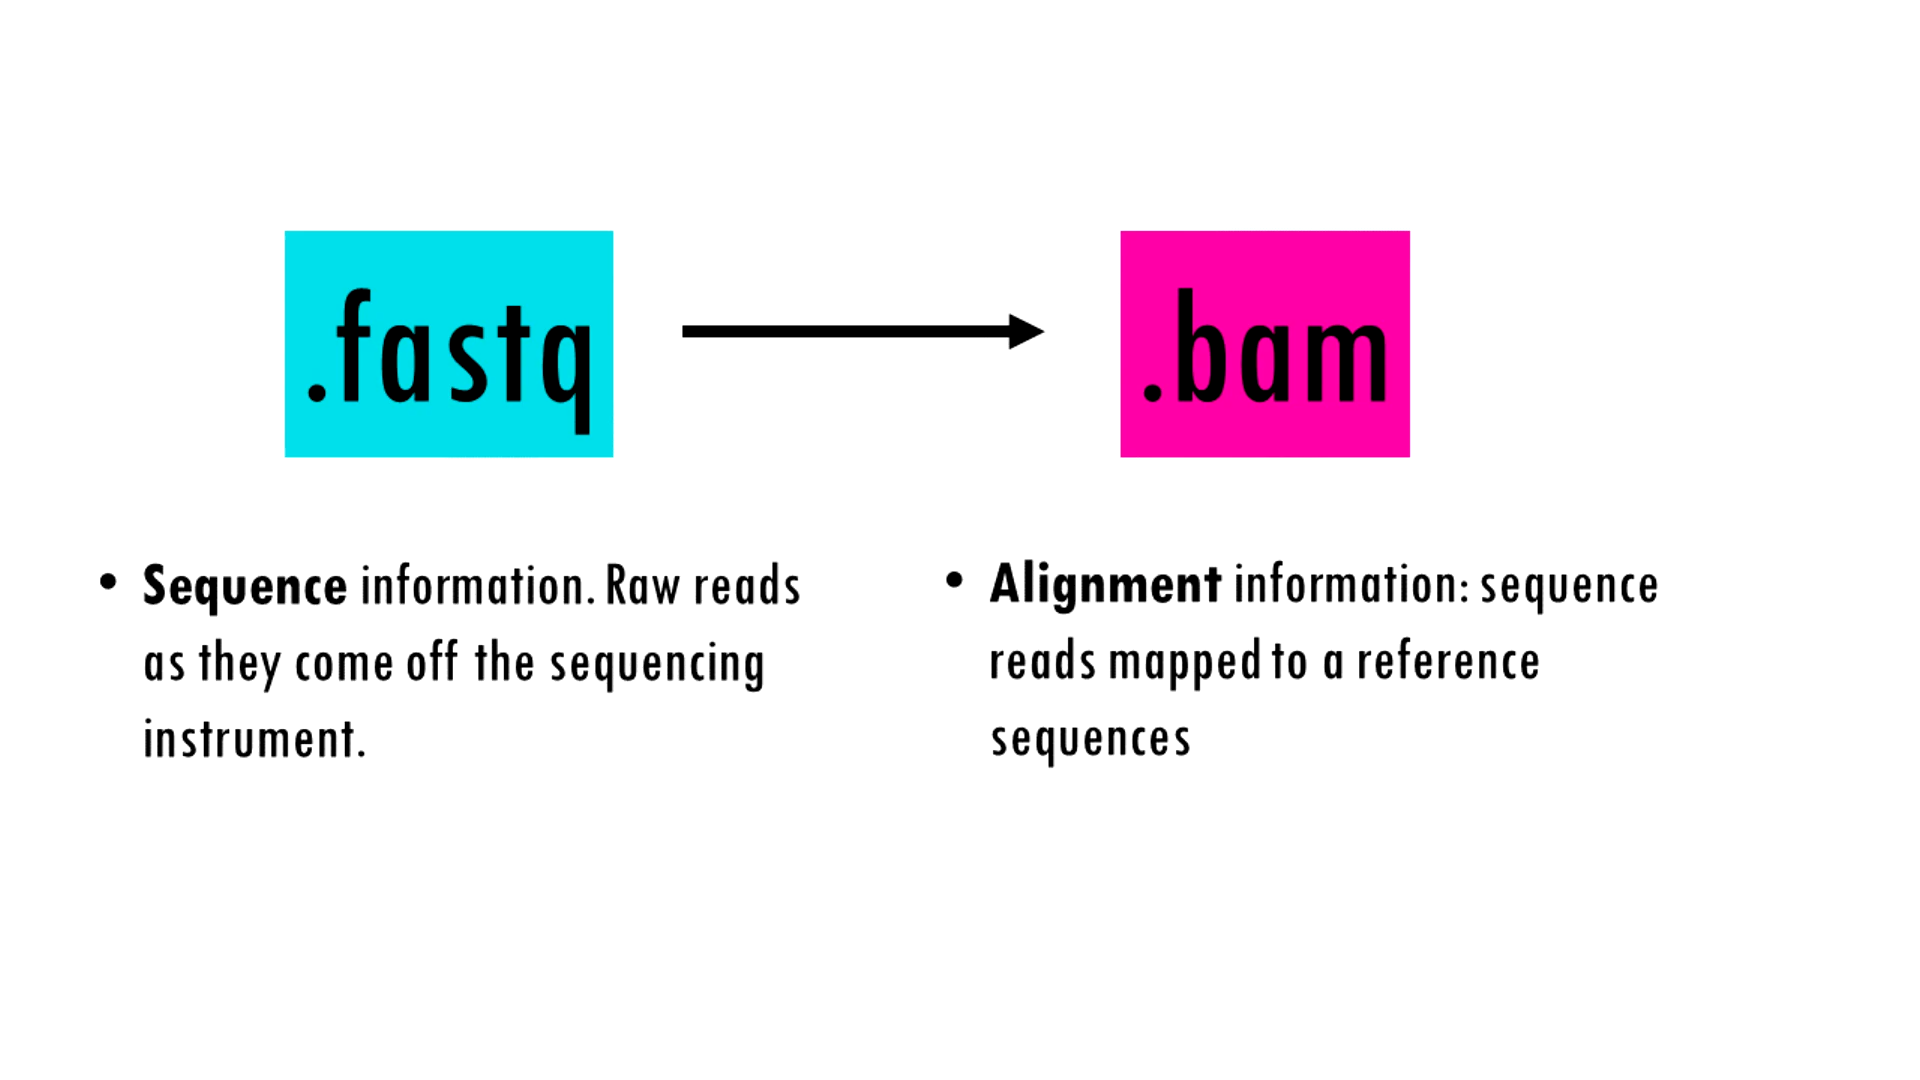 .fastq
.bam
• Sequence information. Raw reads
as they come off the sequencing
instrument.
• Alignment information: sequence
reads mapped to a reference
sequences